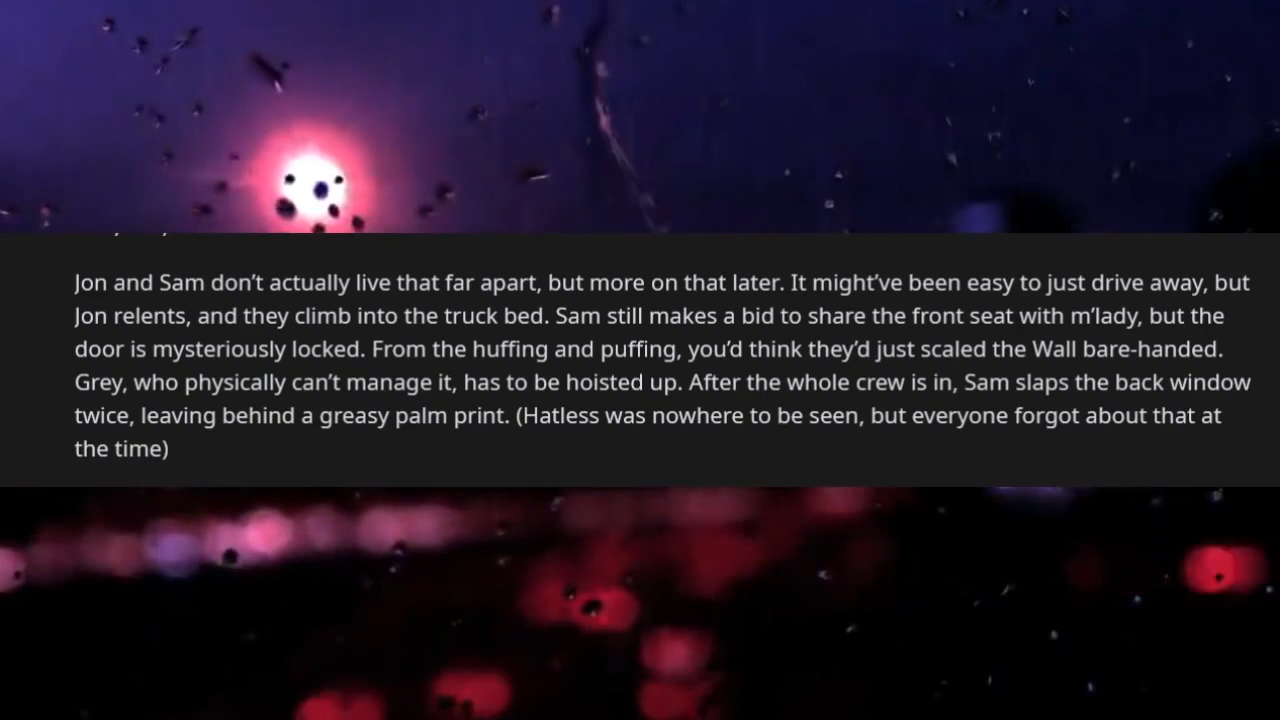 Jon and Sam don’t actually live that far apart, but more on that later. It might’ve been easy to just drive away, but
Jon relents, and they climb into the truck bed. Sam still makes a bid to share the front seat with m’lady, but the
door is mysteriously locked. From the huffing and puffing, you’d think they’d just scaled the Wall bare-handed.
Grey, who physically can’t manage it, has to be hoisted up. After the whole crew is in, Sam slaps the back window
twice, leaving behind a greasy palm print. (Hatless was nowhere to be seen, but everyone forgot about that at
the time)